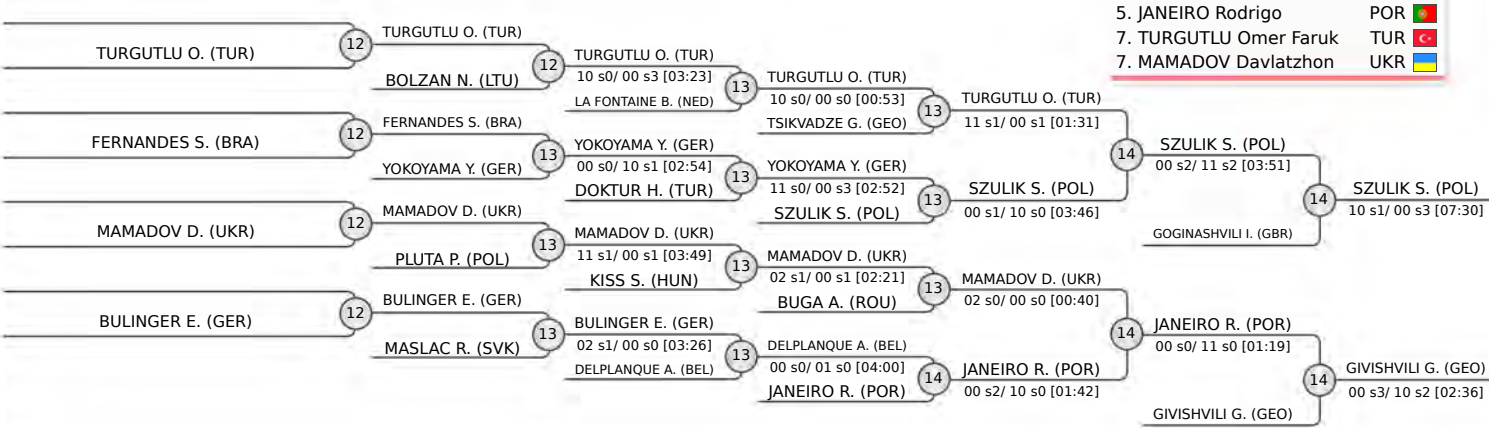 5. JANEIRO Rodrigo POR
7. TURGUTLU Omer Faruk TUR
7. MAMADOV Davlatzhon UKR
TURGUTLU O. (TUR)
12
TURGUTLU O. (TUR)
BOLZAN N. (LTU)
12
TURGUTLU O. (TUR)
10 s0/ 00 s3 [03:23]
LA FONTAINE B. (NED)
13
TURGUTLU O. (TUR)
10 s0/ 00 s0 [00:53]
TSIKVADZE G. (GEO)
13
TURGUTLU O. (TUR)
11 s1/ 00 s1 [01:31]
FERNANDES S. (BRA)
12
FERNANDES S. (BRA)
YOKOYAMA Y. (GER)
13
YOKOYAMA Y. (GER)
00 s0/ 10 s1 [02:54]
DOKTUR H. (TUR)
13
YOKOYAMA Y. (GER)
11 s0/ 00 s3 [02:52]
SZULIK S. (POL)
13
SZULIK S. (POL)
00 s1/ 10 s0 [03:46]
14
SZULIK S. (POL)
00 s2/ 11 s2 [03:51]
GOGINASHVILI I. (GBR)
14
SZULIK S. (POL)
10 s1/ 00 s3 [07:30]
MAMADOV D. (UKR)
12
MAMADOV D. (UKR)
PLUTA P. (POL)
13
MAMADOV D. (UKR)
11 s1/ 00 s1 [03:49]
KISS S. (HUN)
13
MAMADOV D. (UKR)
02 s1/ 00 s1 [02:21]
BUGA A. (ROU)
13
MAMADOV D. (UKR)
02 s0/ 00 s0 [00:40]
BULINGER E. (GER)
12
BULINGER E. (GER)
MASLAC R. (SVK)
13
BULINGER E. (GER)
02 s1/ 00 s0 [03:26]
DELPLANQUE A. (BEL)
13
DELPLANQUE A. (BEL)
00 s0/ 01 s0 [04:00]
JANEIRO R. (POR)
14
JANEIRO R. (POR)
00 s2/ 10 s0 [01:42]
14
JANEIRO R. (POR)
00 s0/ 11 s0 [01:19]
GIVISHVILI G. (GEO)
14
GIVISHVILI G. (GEO)
00 s3/ 10 s2 [02:36]